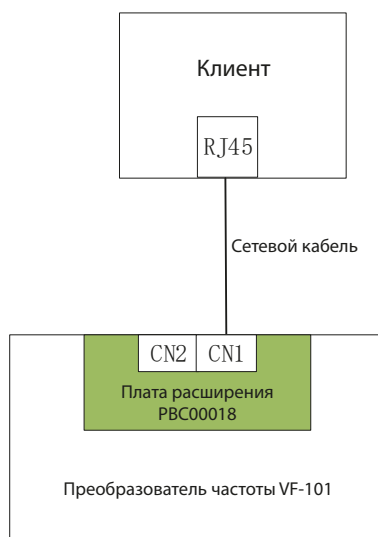 Клиент
RJ45
Сетевой кабель
CN2 CN1
Плата расширения
PBC00018
Преобразователь частоты VF-101